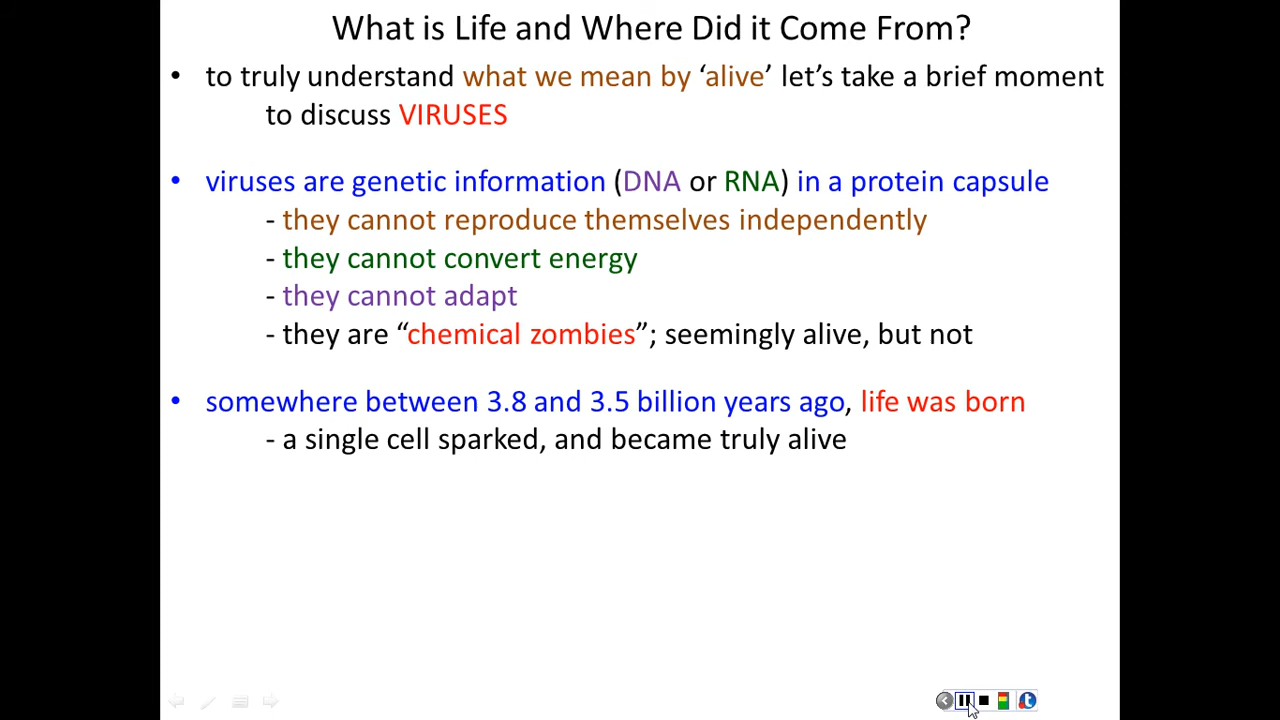 What is Life and Where Did it Come From?
• to truly understand what we mean by ‘alive’ let’s take a brief moment
to discuss VIRUSES
• viruses are genetic information (DNA or RNA) in a protein capsule
- they cannot reproduce themselves independently
- they cannot convert energy
- they cannot adapt
- they are “chemical zombies”; seemingly alive, but not
• somewhere between 3.8 and 3.5 billion years ago, life was born
- a single cell sparked, and became truly alive